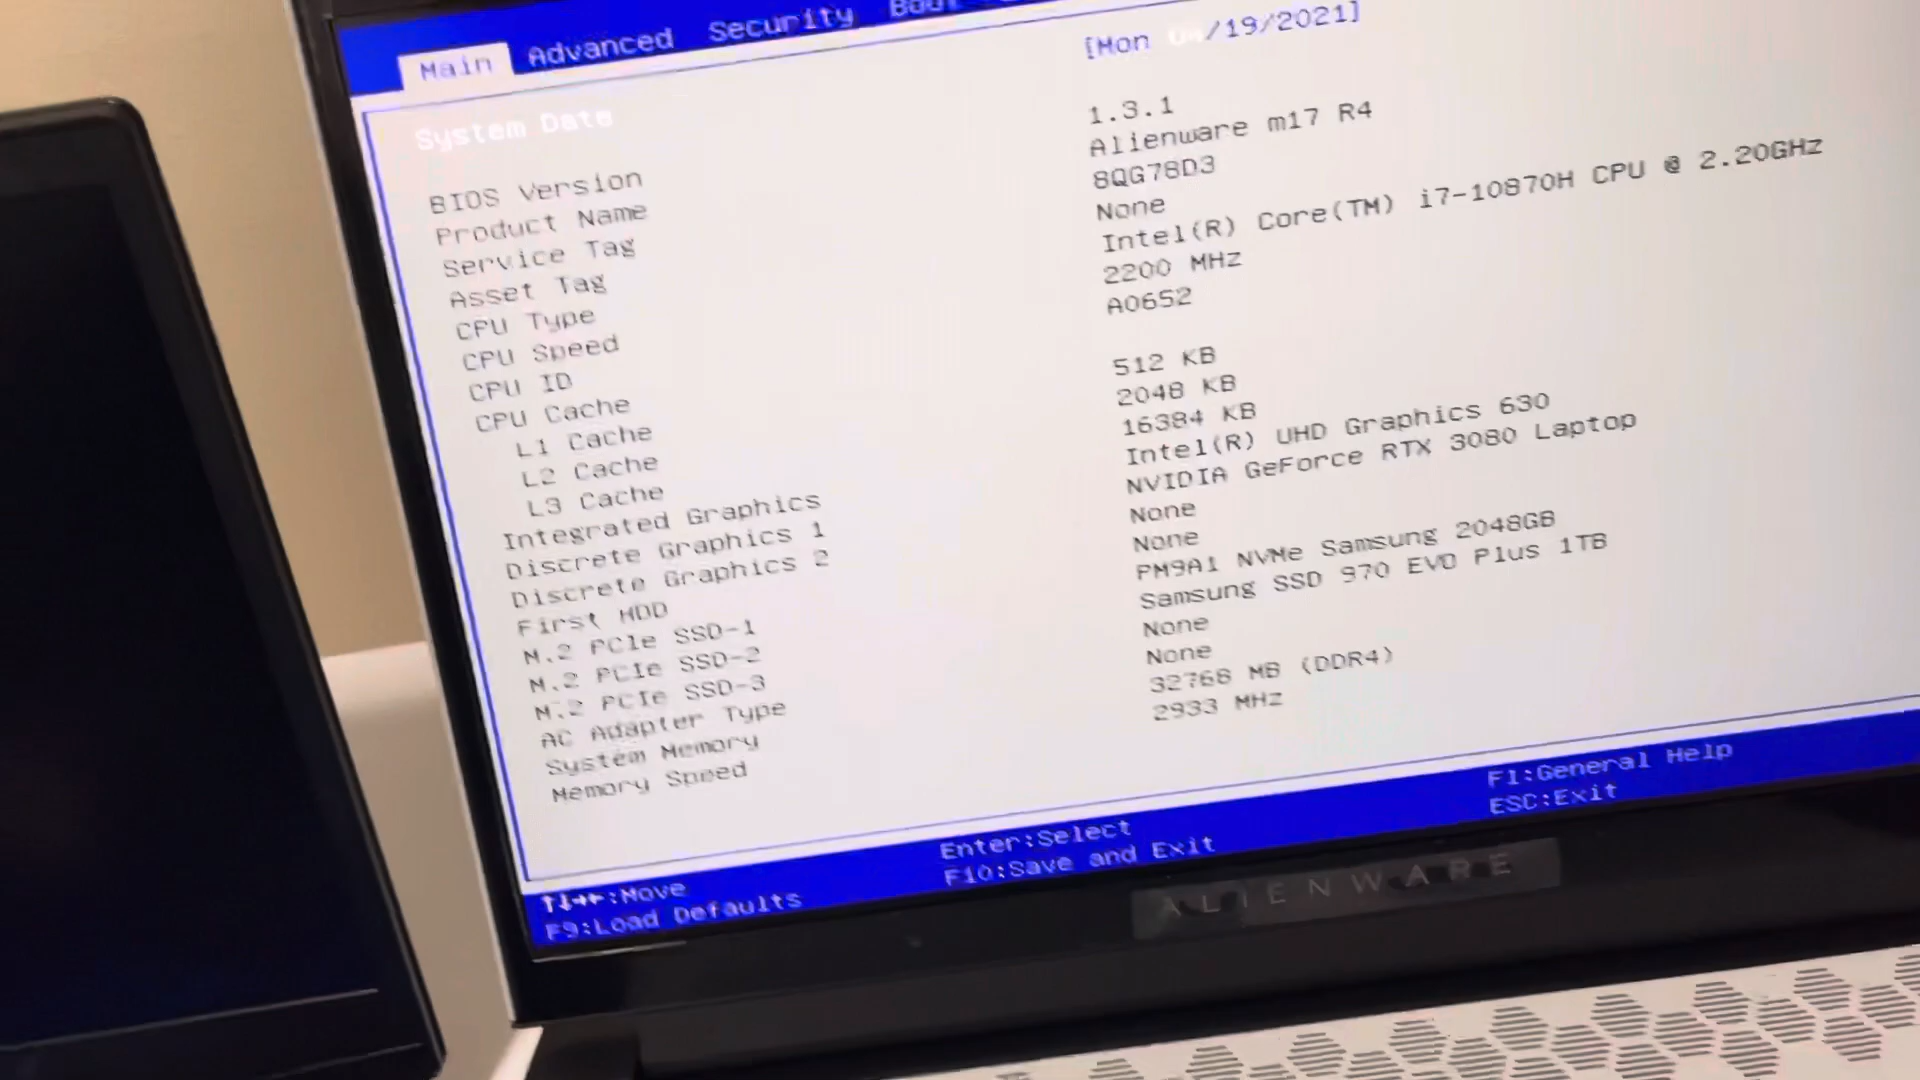 Main Advanced Security Boot
System Date [Mon 04/19/2021]
BIOS Version 1.3.1
Product Name Alienware m17 R4
Service Tag 8QG78D3
Asset Tag None
CPU Type Intel(R) Core(TM) i7-10870H CPU @ 2.20GHz
CPU Speed 2200 MHz
CPU ID A0652
CPU Cache
L1 Cache 512 KB
L2 Cache 2048 KB
L3 Cache 16384 KB
Integrated Graphics Intel(R) UHD Graphics 630
Discrete Graphics 1 NVIDIA GeForce RTX 3080 Laptop
Discrete Graphics 2 None
First HDD None
M.2 PCIe SSD-1 PM9A1 NVMe Samsung 2048GB
M.2 PCIe SSD-2 Samsung SSD 970 EVO Plus 1TB
M.2 PCIe SSD-3 None
AC Adapter Type None
System Memory 32768 MB (DDR4)
Memory Speed 2933 MHz
↑↓→←:Move Enter:Select F1:General Help
F9:Load Defaults F10:Save and Exit ESC:Exit
ALIENWARE